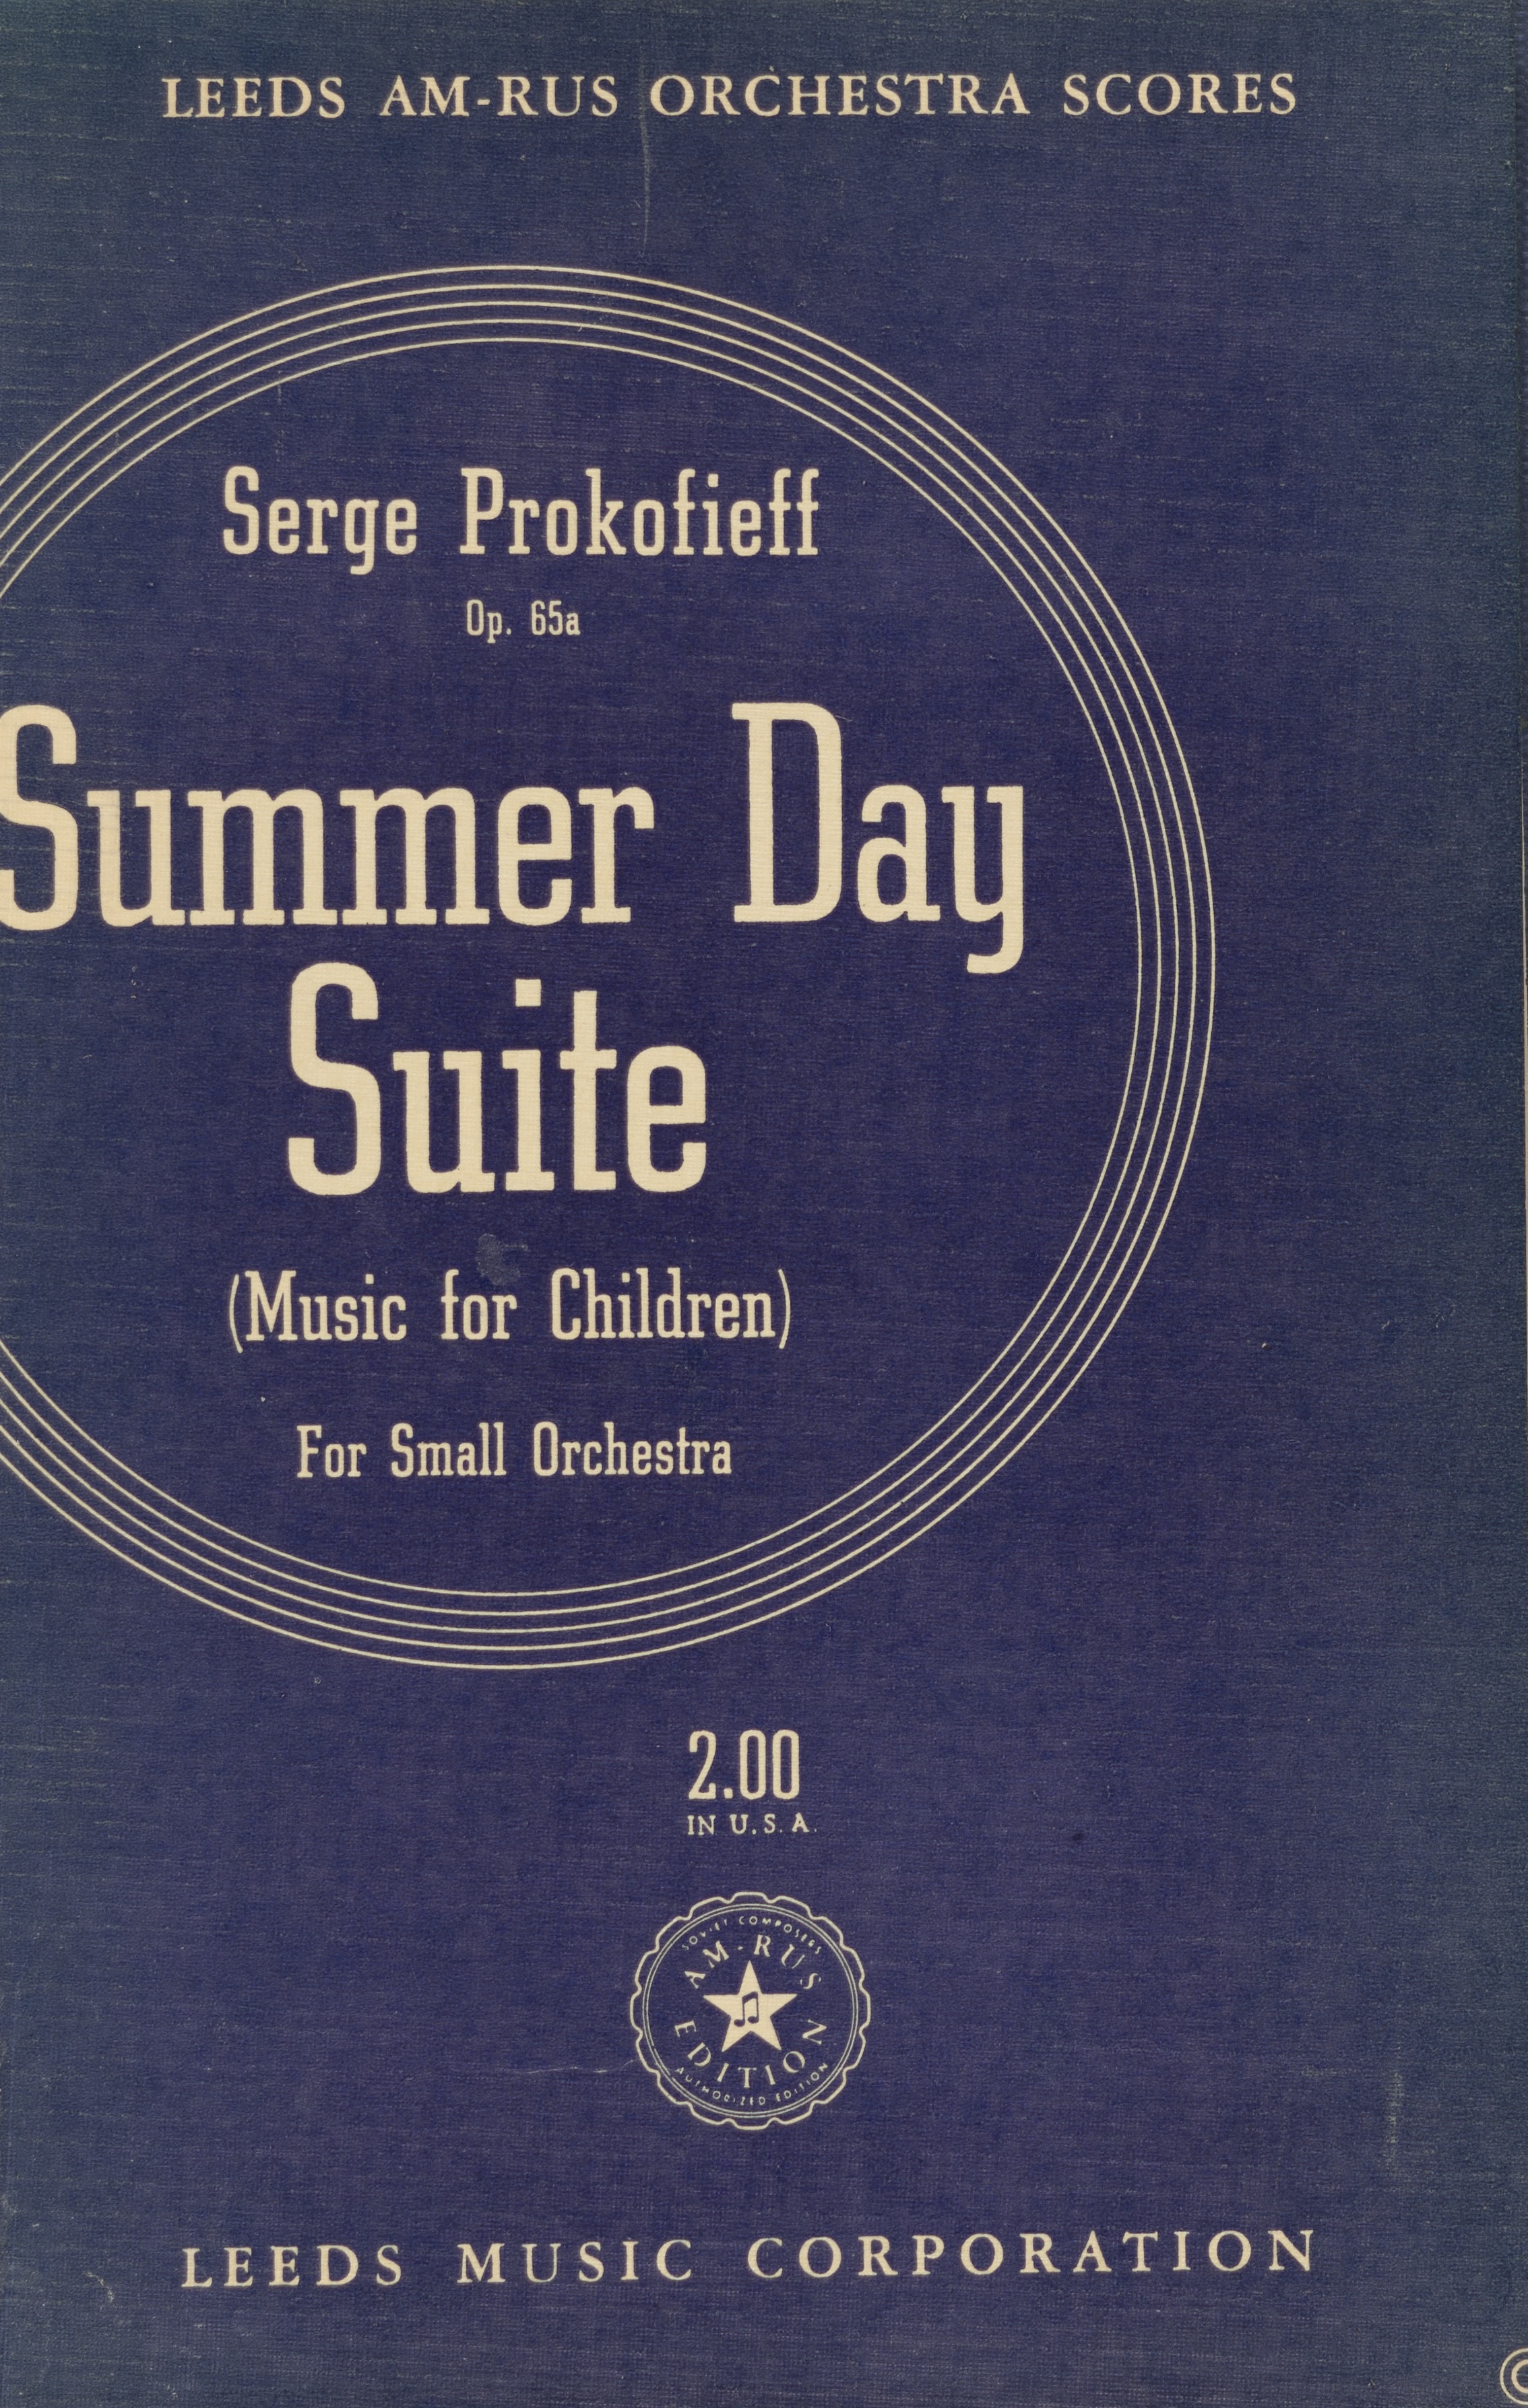 LEEDS AM-RUS ORCHESTRA SCORES
Serge Prokofieff
Op. 65a
Summer Day
Suite
(Music for Children)
For Small Orchestra
2.00
IN U.S.A.
SOVIET COMPOSERS
AM-RUS
EDITION
AUTHORIZED EDITION
LEEDS MUSIC CORPORATION
©